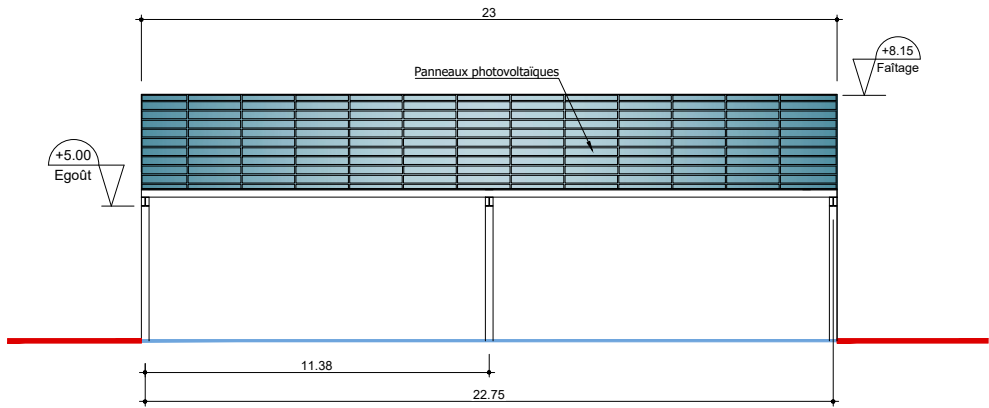 23
+8.15
Faîtage
Panneaux photovoltaïques
+5.00
Egoût
11.38
22.75